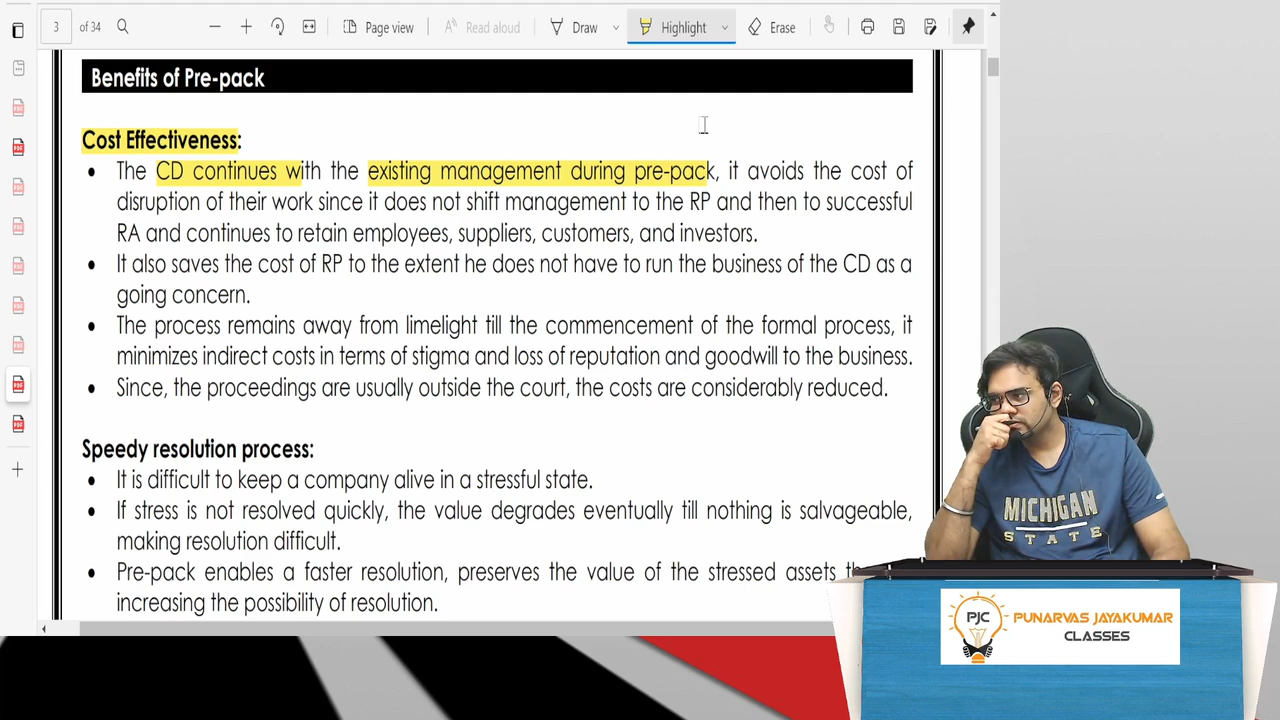 3 of 34 Page view Read aloud Draw Highlight Erase
Benefits of Pre-pack
Cost Effectiveness:
• The CD continues with the existing management during pre-pack, it avoids the cost of
disruption of their work since it does not shift management to the RP and then to successful
RA and continues to retain employees, suppliers, customers, and investors.
• It also saves the cost of RP to the extent he does not have to run the business of the CD as a
going concern.
• The process remains away from limelight till the commencement of the formal process, it
minimizes indirect costs in terms of stigma and loss of reputation and goodwill to the business.
• Since, the proceedings are usually outside the court, the costs are considerably reduced.
Speedy resolution process:
• It is difficult to keep a company alive in a stressful state.
• If stress is not resolved quickly, the value degrades eventually till nothing is salvageable,
making resolution difficult.
• Pre-pack enables a faster resolution, preserves the value of the stressed assets
increasing the possibility of resolution.
MICHIGAN
STATE
PJC
PUNARVAS JAYAKUMAR
CLASSES